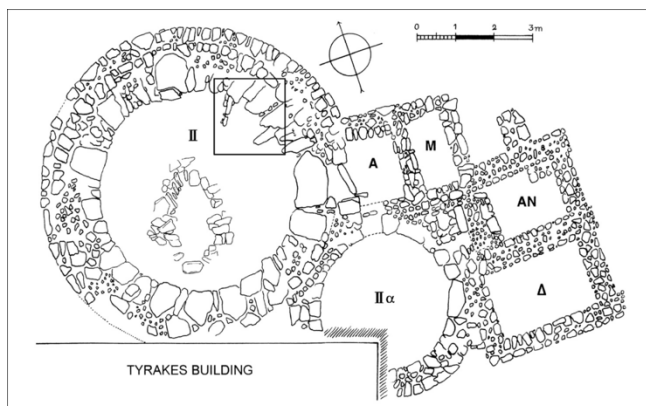 0 1 2 3m
II
A
M
AN
IIα
Δ
TYRAKES BUILDING